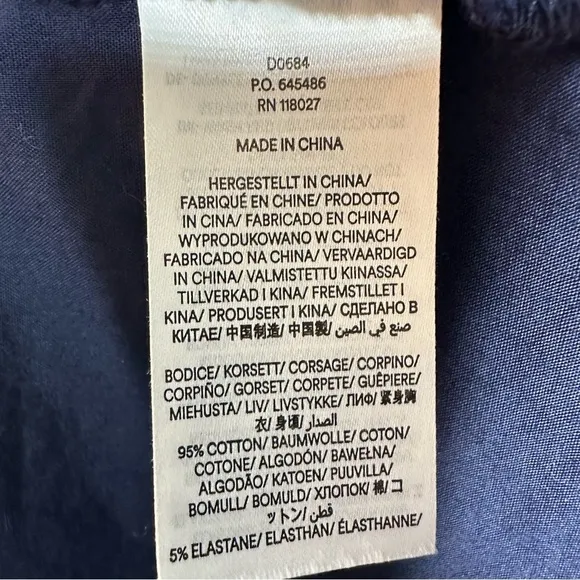 D0684
P.O. 645486
RN 118027
MADE IN CHINA
HERGESTELLT IN CHINA/
FABRIQUÉ EN CHINE/ PRODOTTO
IN CINA/ FABRICADO EN CHINA/
WYPRODUKOWANO W CHINACH/
FABRICADO NA CHINA/ VERVAARDIGD
IN CHINA/ VALMISTETTU KIINASSA/
TILLVERKAD I KINA/ FREMSTILLET I
KINA/ PRODUSERT I KINA/ СДЕЛАНО В
КИТАЕ/ 中国制造/ 中国製/ صنع في الصين
BODICE/ KORSETT/ CORSAGE/ CORPINO/
CORPIÑO/ GORSET/ CORPETE/ GUÊPIERE/
MIEHUSTA/ LIV/ LIVSTYKKE/ ЛИФ/ 紧身胸
衣/ 身頃/ الصدار/
95% COTTON/ BAUMWOLLE/ COTON/
COTONE/ ALGODÓN/ BAWEŁNA/
ALGODÃO/ KATOEN/ PUUVILLA/
BOMULL/ BOMULD/ ХЛОПОК/ 棉/ コ
ットン/ قطن/
5% ELASTANE/ ELASTHAN/ ÉLASTHANNE/